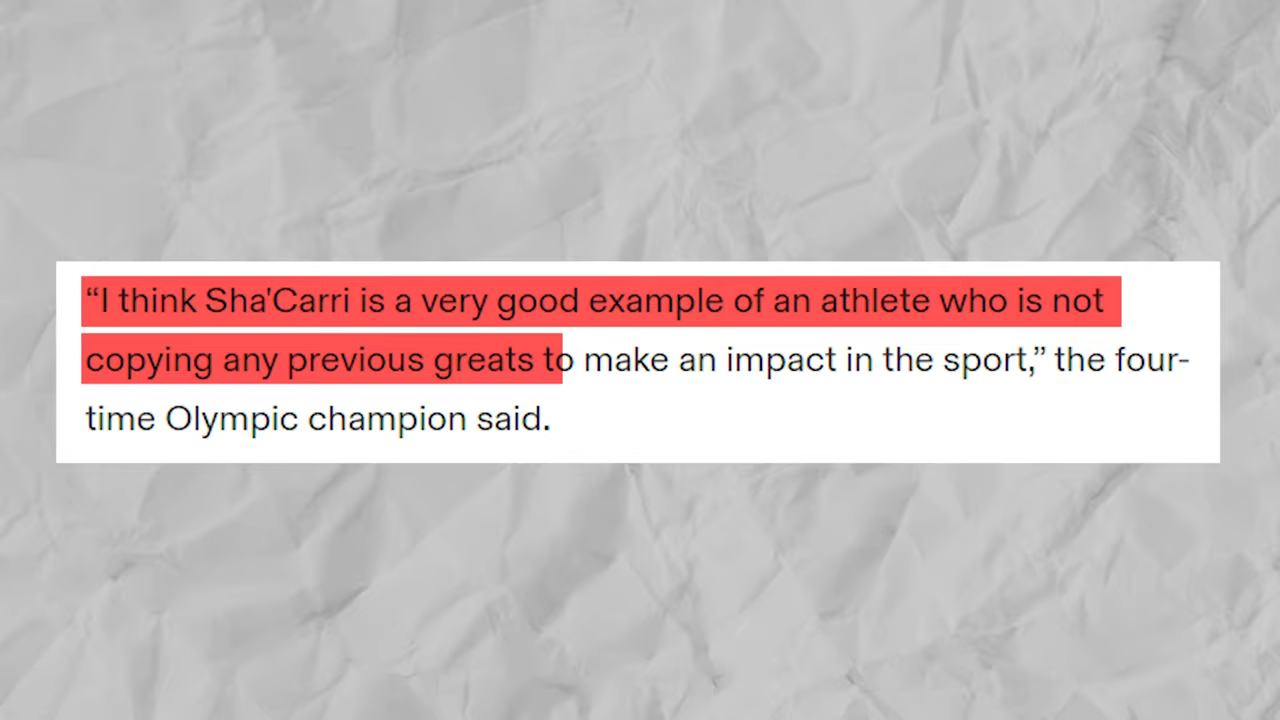 “I think Sha'Carri is a very good example of an athlete who is not
copying any previous greats to make an impact in the sport,” the four-
time Olympic champion said.